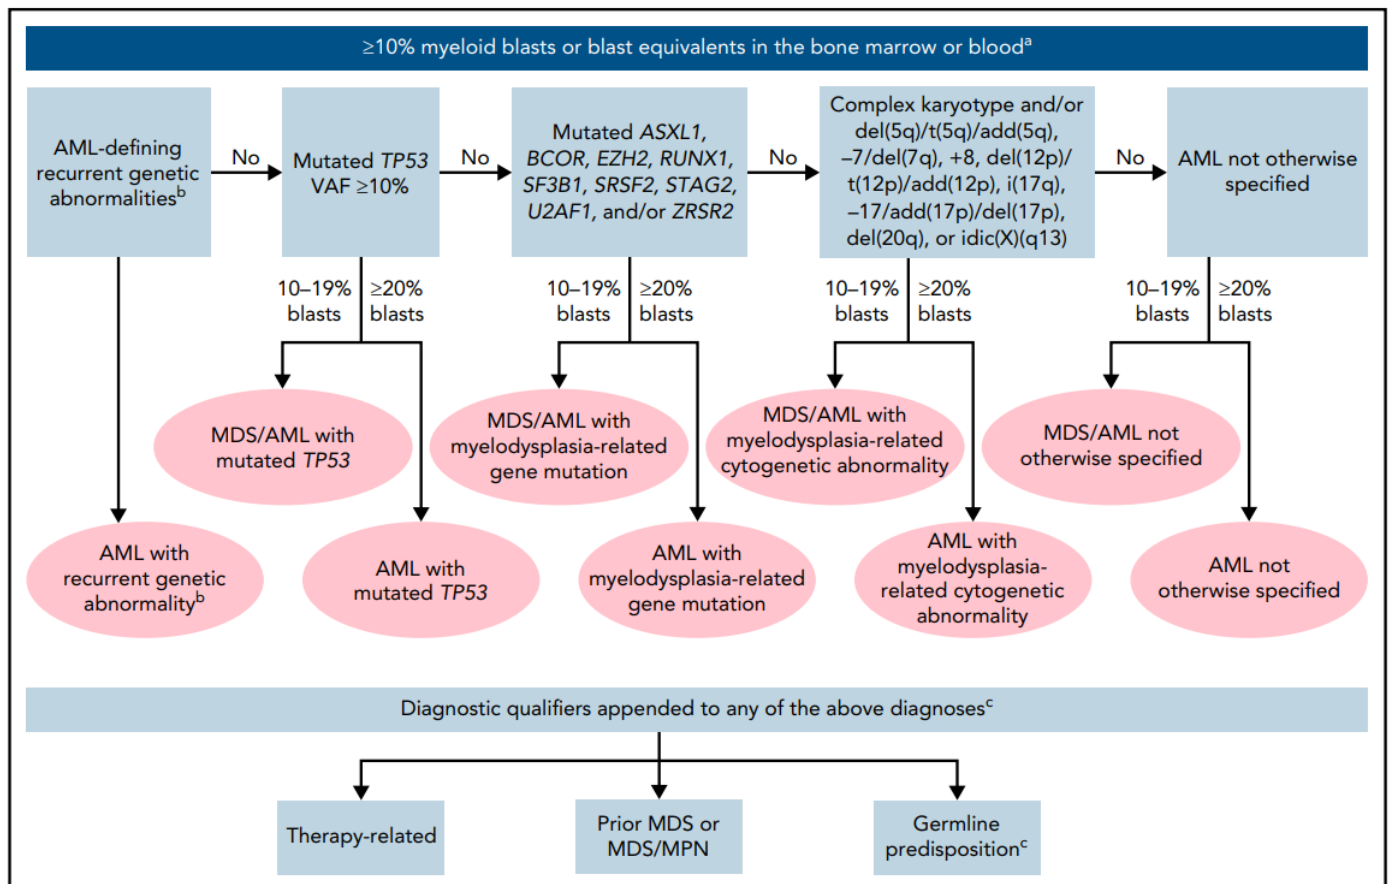 ≥10% myeloid blasts or blast equivalents in the bone marrow or bloodᵃ
AML-defining
recurrent genetic
abnormalitiesᵇ
No
Mutated TP53
VAF ≥10%
No
Mutated ASXL1,
BCOR, EZH2, RUNX1,
SF3B1, SRSF2, STAG2,
U2AF1, and/or ZRSR2
No
Complex karyotype and/or
del(5q)/t(5q)/add(5q),
–7/del(7q), +8, del(12p)/
t(12p)/add(12p), i(17q),
–17/add(17p)/del(17p),
del(20q), or idic(X)(q13)
No
AML not otherwise
specified
10–19%
blasts
≥20%
blasts
10–19%
blasts
≥20%
blasts
10–19%
blasts
≥20%
blasts
10–19%
blasts
≥20%
blasts
MDS/AML with
mutated TP53
MDS/AML with
myelodysplasia-related
gene mutation
MDS/AML with
myelodysplasia-related
cytogenetic abnormality
MDS/AML not
otherwise specified
AML with
recurrent genetic
abnormalityᵇ
AML with
mutated TP53
AML with
myelodysplasia-related
gene mutation
AML with
myelodysplasia-
related cytogenetic
abnormality
AML not
otherwise specified
Diagnostic qualifiers appended to any of the above diagnosesᶜ
Therapy-related
Prior MDS or
MDS/MPN
Germline
predispositionᶜ